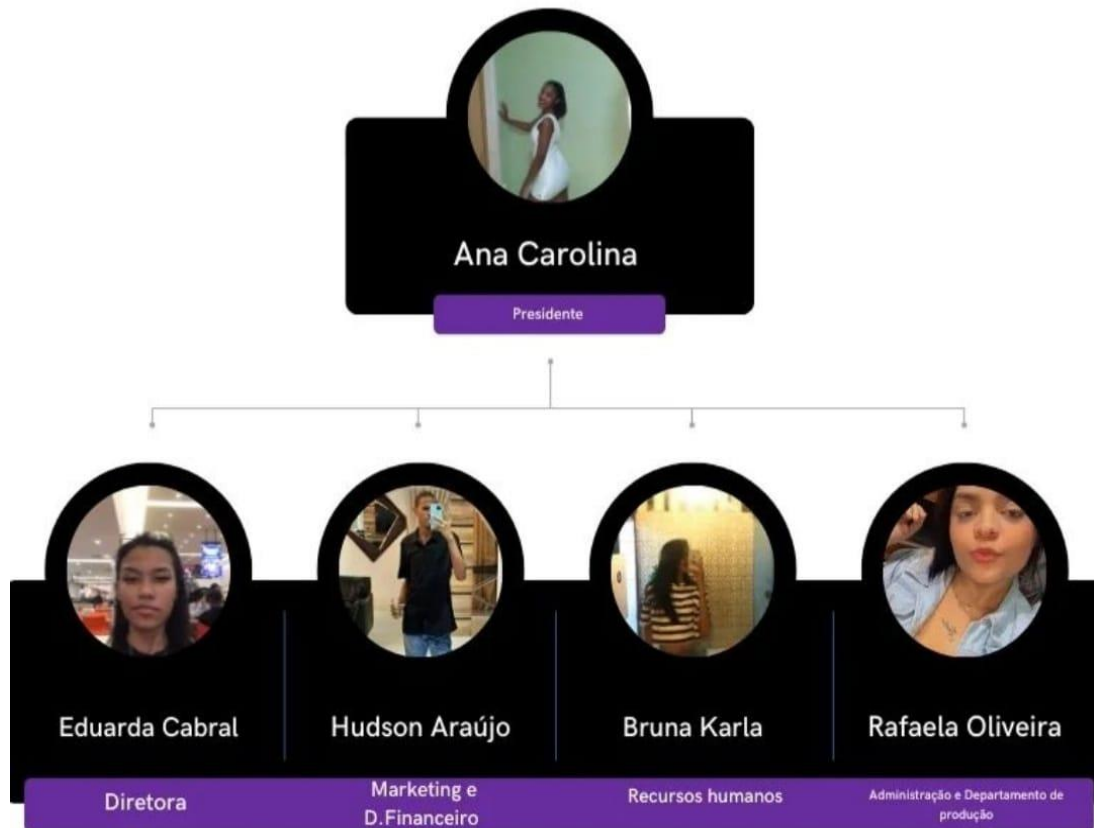 Ana Carolina
Presidente
Eduarda Cabral
Hudson Araújo
Bruna Karla
Rafaela Oliveira
Diretora
Marketing e
D.Financeiro
Recursos humanos
Administração e Departamento de
produção